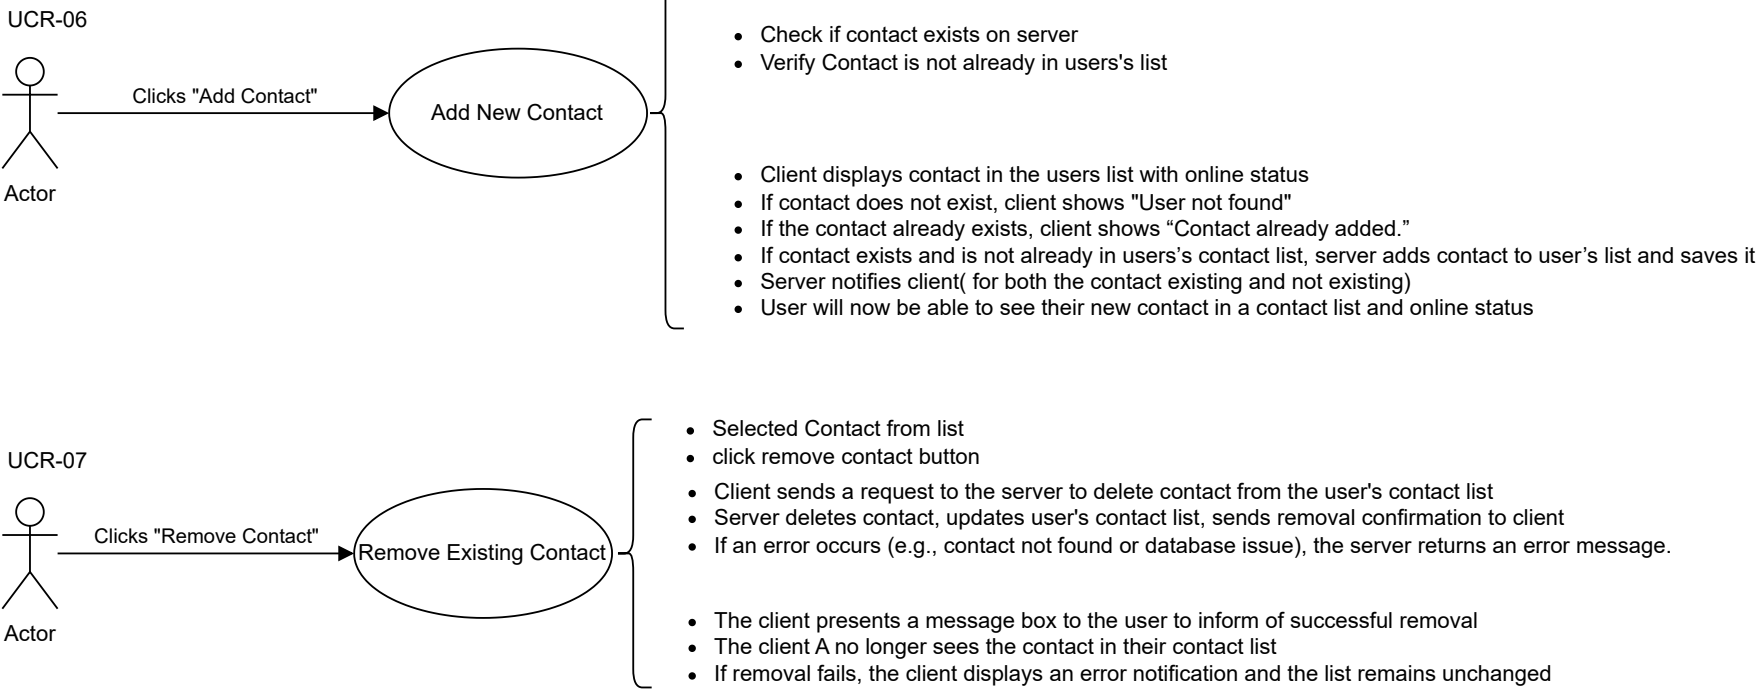 UCR-06
Clicks "Add Contact"
Actor
Add New Contact
• Check if contact exists on server
• Verify Contact is not already in users's list
• Client displays contact in the users list with online status
• If contact does not exist, client shows "User not found"
• If the contact already exists, client shows “Contact already added.”
• If contact exists and is not already in users’s contact list, server adds contact to user’s list and saves it
• Server notifies client( for both the contact existing and not existing)
• User will now be able to see their new contact in a contact list and online status
UCR-07
Clicks "Remove Contact"
Actor
Remove Existing Contact
• Selected Contact from list
• click remove contact button
• Client sends a request to the server to delete contact from the user's contact list
• Server deletes contact, updates user's contact list, sends removal confirmation to client
• If an error occurs (e.g., contact not found or database issue), the server returns an error message.
• The client presents a message box to the user to inform of successful removal
• The client A no longer sees the contact in their contact list
• If removal fails, the client displays an error notification and the list remains unchanged